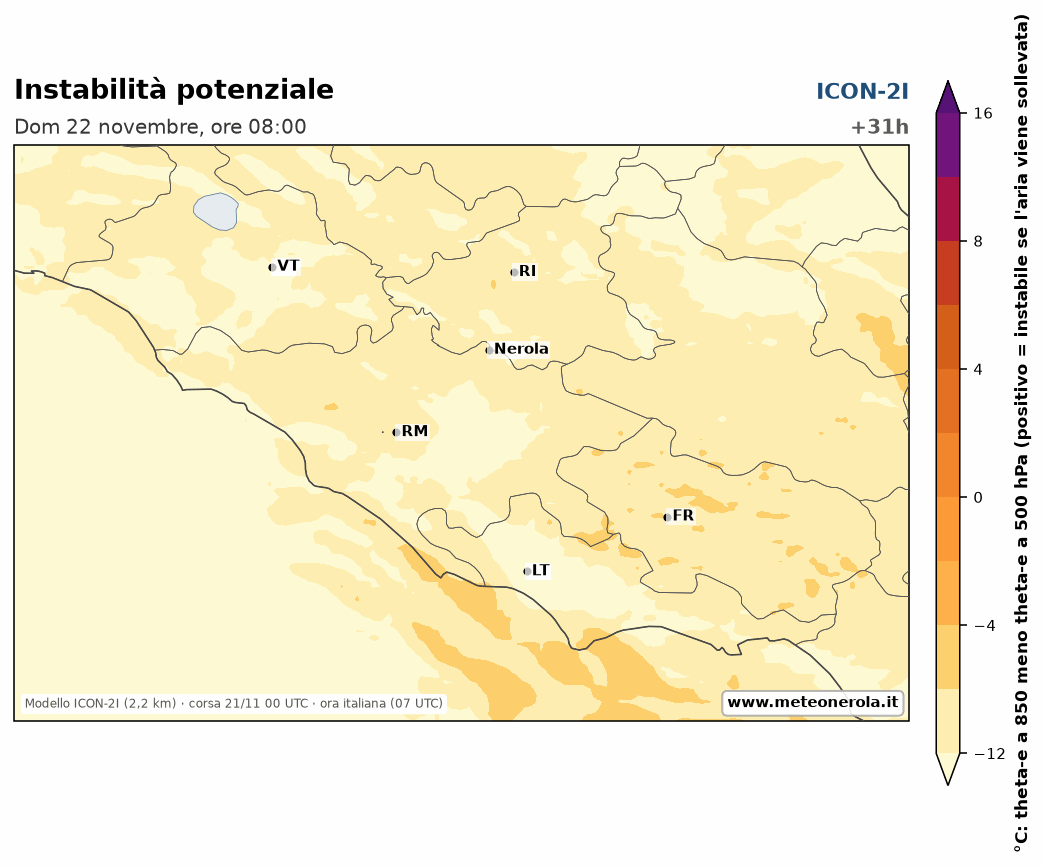 Instabilità potenziale
ICON-2I
Dom 22 novembre, ore 08:00
+31h
VT
RI
Nerola
RM
FR
LT
Modello ICON-2I (2,2 km) · corsa 21/11 00 UTC · ora italiana (07 UTC)
www.meteonerola.it
16
8
4
0
−4
−12
°C: theta-e a 850 meno theta-e a 500 hPa (positivo = instabile se l'aria viene sollevata)